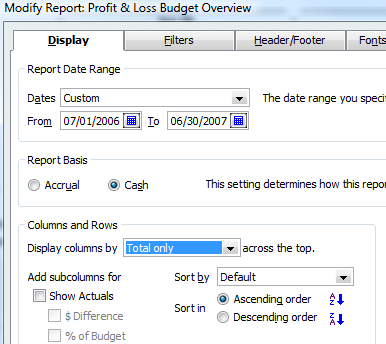 Modify Report: Profit & Loss Budget Overview
Display Filters Header/Footer Fonts
Report Date Range
Dates Custom The date range you specif
From 07/01/2006 To 06/30/2007
Report Basis
Accrual Cash This setting determines how this repor
Columns and Rows
Display columns by Total only across the top.
Add subcolumns for Sort by Default
Show Actuals Sort in Ascending order A Z
$ Difference Descending order Z A
% of Budget